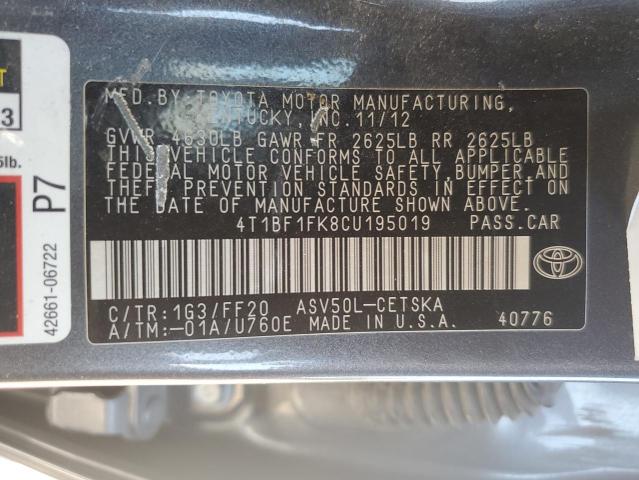 T
3
5lb.
P7
42661-06722
MFD.BY:TOYOTA MOTOR MANUFACTURING,
INC.11/12
GVWR 4630LB GAWR FR 2625LB RR 2625LB
THIS VEHICLE CONFORMS TO ALL APPLICABLE
FEDERAL MOTOR VEHICLE SAFETY,BUMPER,AND
THEFT PREVENTION STANDARDS IN EFFECT ON
THE DATE OF MANUFACTURE SHOWN ABOVE.
4T1BF1FK8CU195019 PASS.CAR
C/TR:1G3/FF20 ASV50L-CETSKA
A/TM:-01A/U760E MADE IN U.S.A. 40776